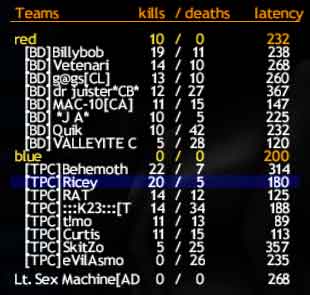 Teams kills / deaths latency
red 10 / 0 232
[BD]Billybob 19 / 11 238
[BD] Vetenari 14 / 10 268
[BD] g@gs[CL] 13 / 10 260
[BD] dr juister*CB* 12 / 27 367
[BD] MAC-10[CA] 11 / 15 147
[BD] *J A* 10 / 5 225
[BD] Quik 10 / 42 232
[BD] VALLEYITE C 5 / 28 120
blue 0 / 0 200
[TPC]Behemoth 22 / 7 314
[TPC]Ricey 20 / 5 180
[TPC]RAT 14 / 12 125
[TPC]:::K23:::[T 14 / 34 188
[TPC]t!mo 11 / 13 89
[TPC]Curtis 11 / 15 113
[TPC]SkitZo 5 / 25 357
[TPC]eVilAsmo 0 / 26 235
Lt. Sex Machine[AD 0 / 0 268